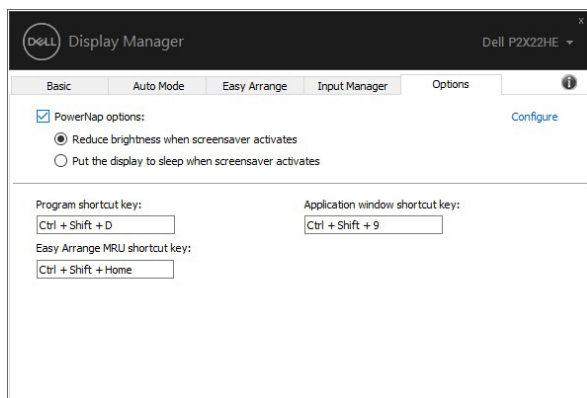 x
DELL Display Manager Dell P2X22HE
Basic Auto Mode Easy Arrange Input Manager Options i
PowerNap options: Configure
Reduce brightness when screensaver activates
Put the display to sleep when screensaver activates
Program shortcut key: Application window shortcut key:
Ctrl + Shift + D Ctrl + Shift + 9
Easy Arrange MRU shortcut key:
Ctrl + Shift + Home